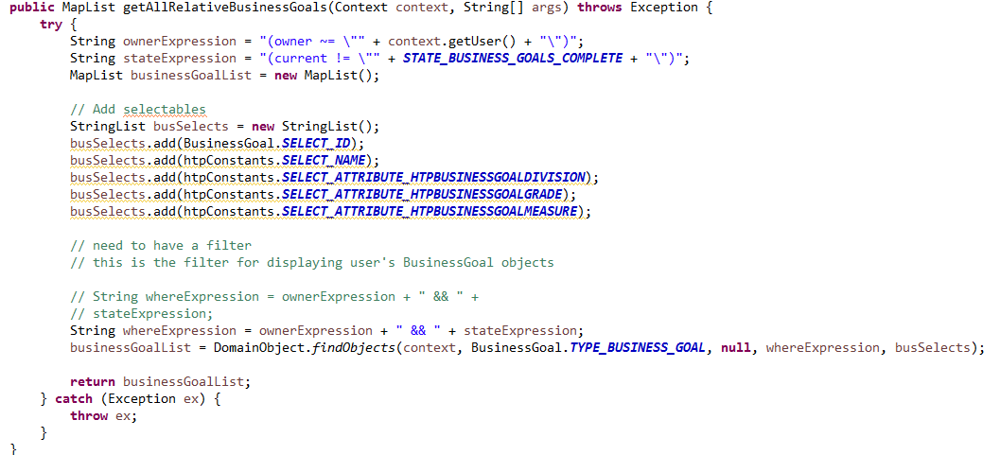 public MapList getAllRelativeBusinessGoals(Context context, String[] args) throws Exception {
    try {
        String ownerExpression = "(owner ~= \"" + context.getUser() + "\")";
        String stateExpression = "(current != \"" + STATE_BUSINESS_GOALS_COMPLETE + "\")";
        MapList businessGoalList = new MapList();

        // Add selectables
        StringList busSelects = new StringList();
        busSelects.add(BusinessGoal.SELECT_ID);
        busSelects.add(htpConstants.SELECT_NAME);
        busSelects.add(htpConstants.SELECT_ATTRIBUTE_HTPBUSINESSGOALDIVISION);
        busSelects.add(htpConstants.SELECT_ATTRIBUTE_HTPBUSINESSGOALGRADE);
        busSelects.add(htpConstants.SELECT_ATTRIBUTE_HTPBUSINESSGOALMEASURE);

        // need to have a filter
        // this is the filter for displaying user's BusinessGoal objects

        // String whereExpression = ownerExpression + " && " +
        // stateExpression;
        String whereExpression = ownerExpression + " && " + stateExpression;
        businessGoalList = DomainObject.findObjects(context, BusinessGoal.TYPE_BUSINESS_GOAL, null, whereExpression, busSelects);

        return businessGoalList;
    } catch (Exception ex) {
        throw ex;
    }
}